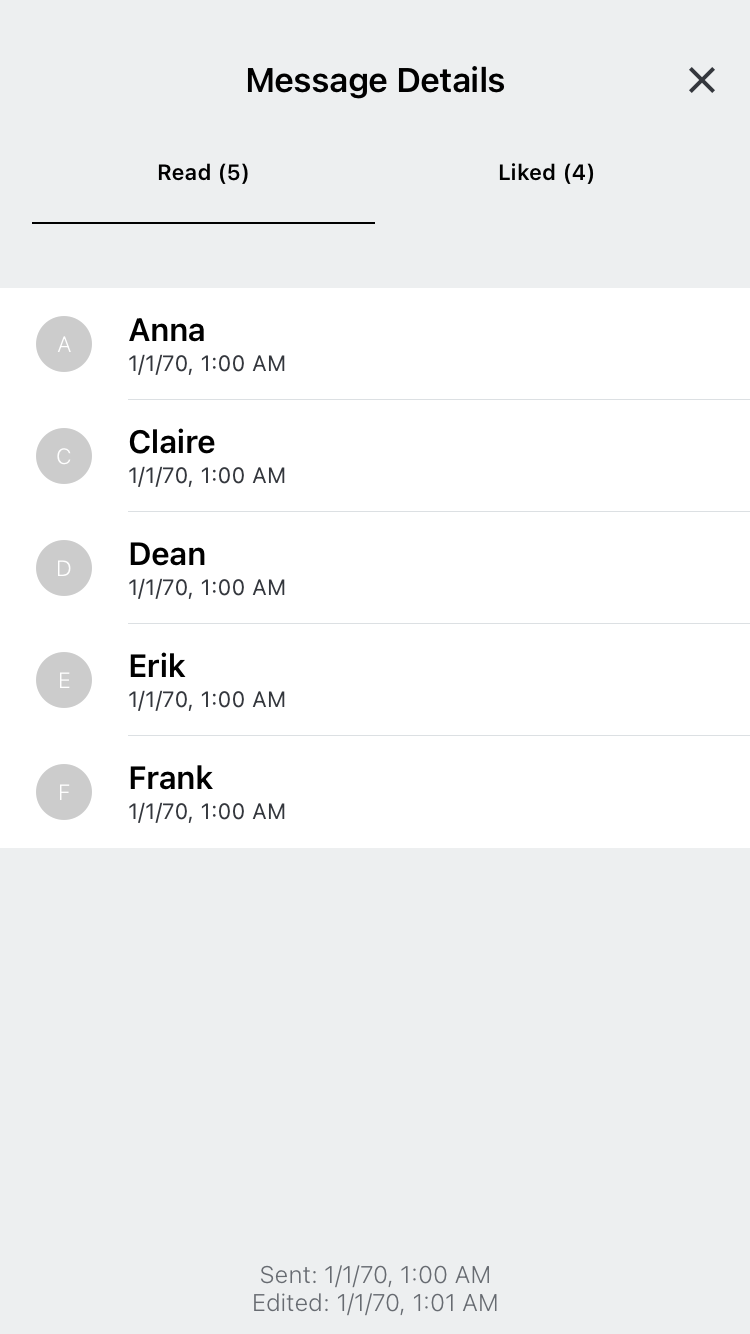 Message Details
Read (5)
Liked (4)
A
Anna
1/1/70, 1:00 AM
C
Claire
1/1/70, 1:00 AM
D
Dean
1/1/70, 1:00 AM
E
Erik
1/1/70, 1:00 AM
F
Frank
1/1/70, 1:00 AM
Sent: 1/1/70, 1:00 AM
Edited: 1/1/70, 1:01 AM